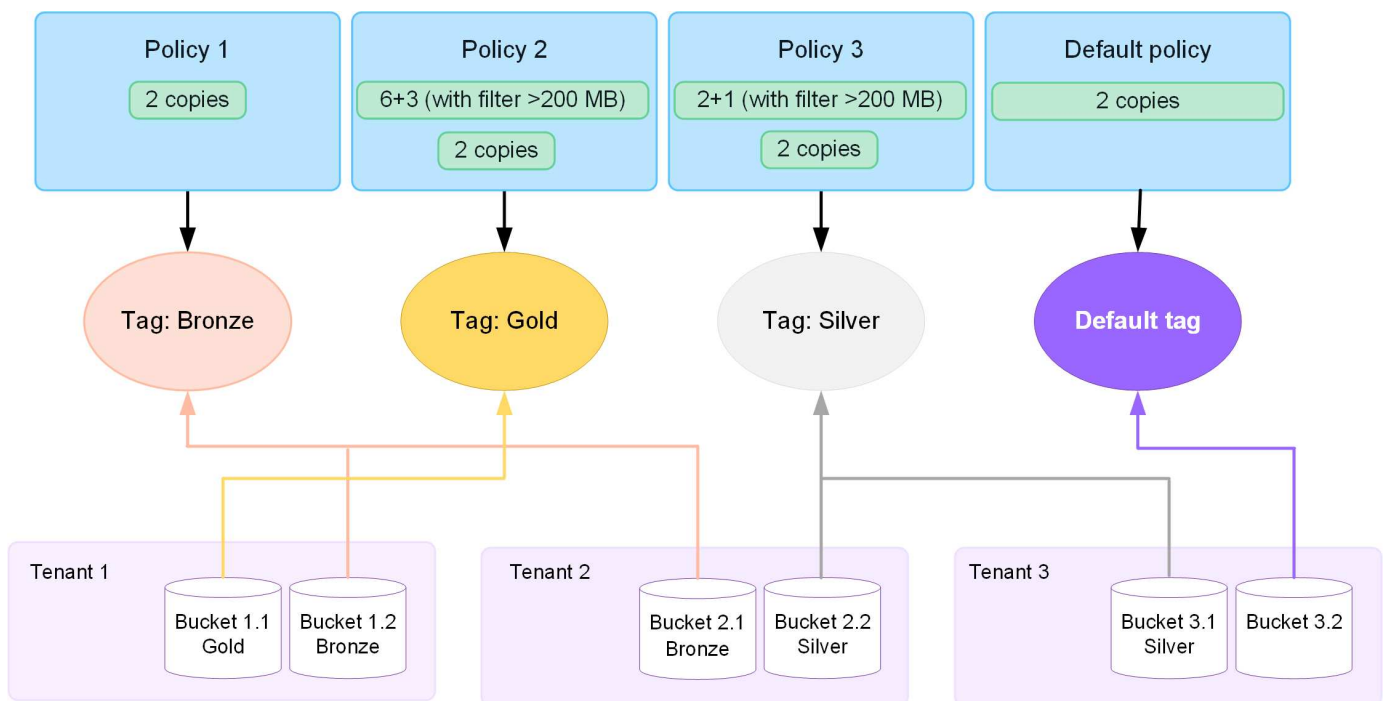 Policy 1
2 copies
Policy 2
6+3 (with filter >200 MB)
2 copies
Policy 3
2+1 (with filter >200 MB)
2 copies
Default policy
2 copies
Tag: Bronze
Tag: Gold
Tag: Silver
Default tag
Tenant 1
Bucket 1.1
Gold
Bucket 1.2
Bronze
Tenant 2
Bucket 2.1
Bronze
Bucket 2.2
Silver
Tenant 3
Bucket 3.1
Silver
Bucket 3.2